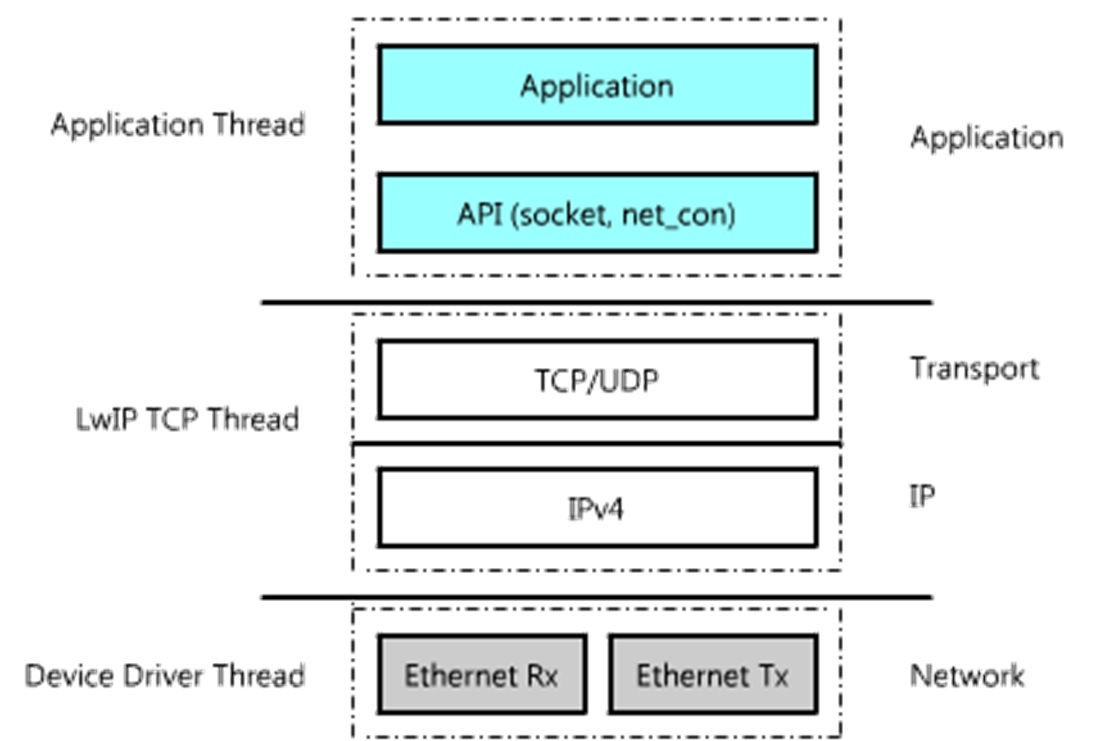 Application Thread
Application
API (socket, net_con)
Application
LwIP TCP Thread
TCP/UDP
IPv4
Transport
IP
Device Driver Thread
Ethernet Rx
Ethernet Tx
Network